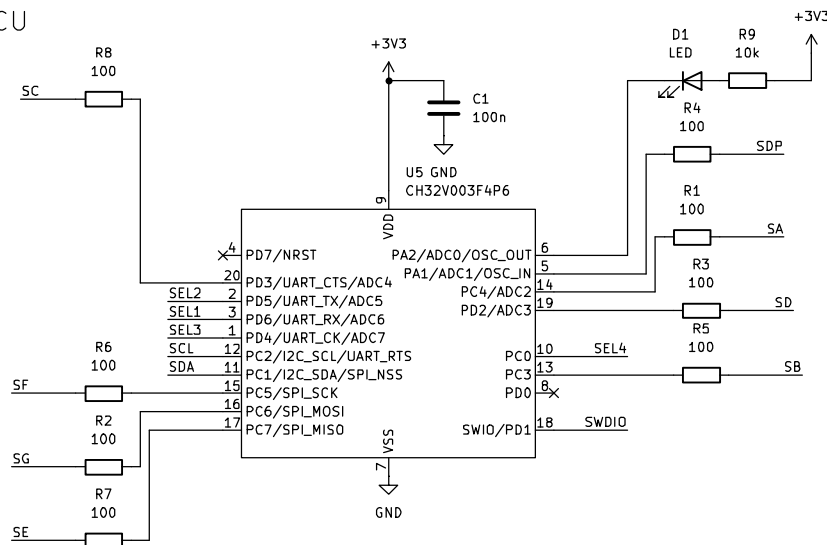 CU
+3V3
R8
100
SC
+3V3
C1
100n
D1
LED
R9
10k
R4
100
SDP
U5 GND
CH32V003F4P6
R1
100
SA
9
VDD
4 PD7/NRST
20 PD3/UART_CTS/ADC4
SEL2 2 PD5/UART_TX/ADC5
SEL1 3 PD6/UART_RX/ADC6
SEL3 1 PD4/UART_CK/ADC7
SCL 12 PC2/I2C_SCL/UART_RTS
SDA 11 PC1/I2C_SDA/SPI_NSS
15 PC5/SPI_SCK
16 PC6/SPI_MOSI
17 PC7/SPI_MISO
PA2/ADC0/OSC_OUT 6
PA1/ADC1/OSC_IN 5
PC4/ADC2 14
PD2/ADC3 19
PC0 10 SEL4
PC3 13
PD0 8
SWIO/PD1 18 SWDIO
R3
100
SD
R5
100
SB
R6
100
SF
R2
100
SG
R7
100
SE
VSS
7
GND